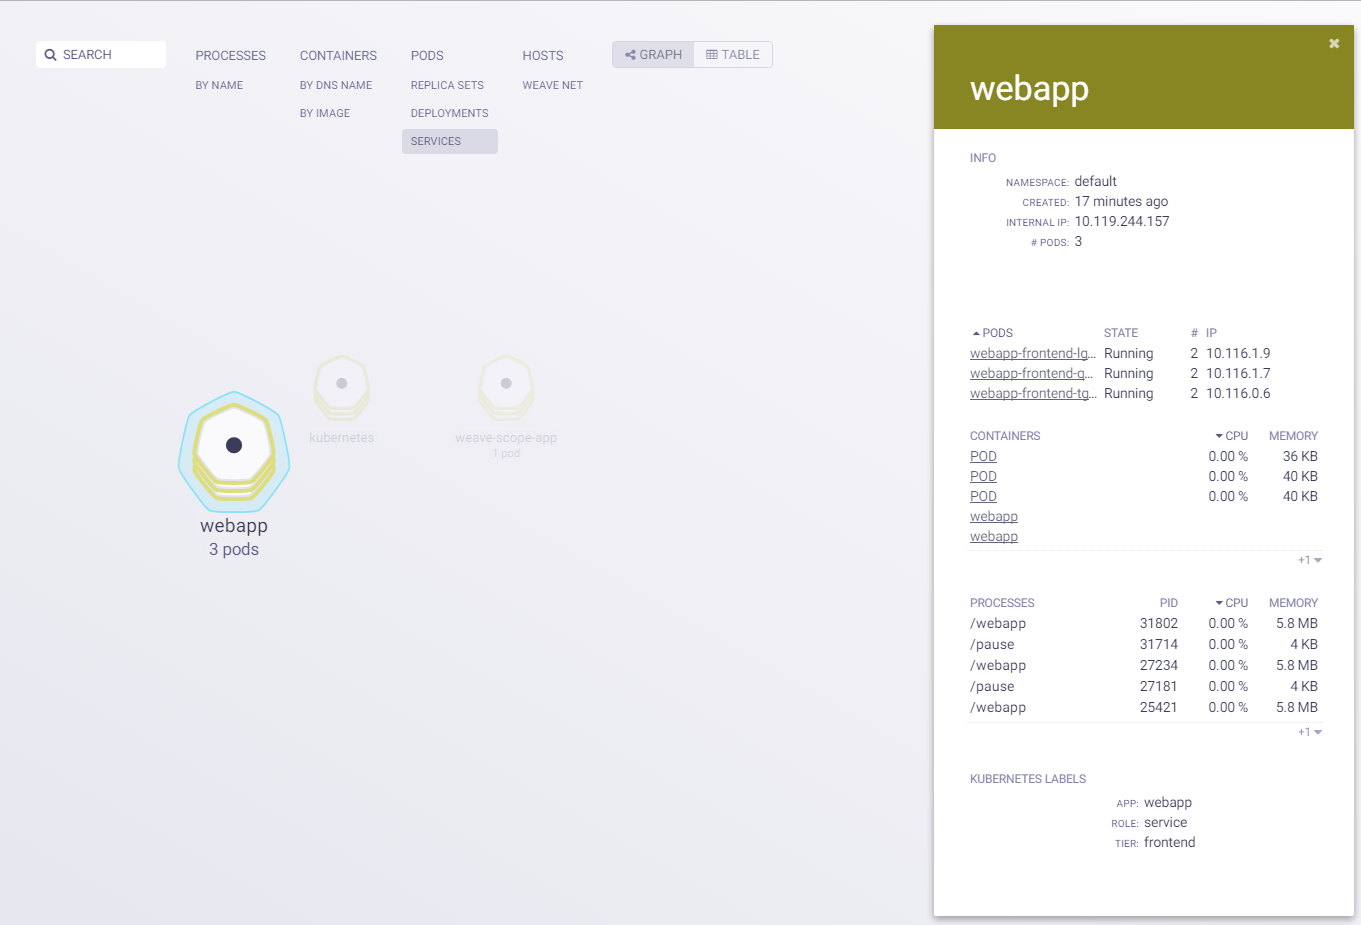 SEARCH
PROCESSES CONTAINERS PODS HOSTS GRAPH TABLE
BY NAME BY DNS NAME REPLICA SETS WEAVE NET
BY IMAGE DEPLOYMENTS
SERVICES
kubernetes
weave-scope-app
1 pod
webapp
3 pods
webapp
INFO
NAMESPACE: default
CREATED: 17 minutes ago
INTERNAL IP: 10.119.244.157
# PODS: 3
PODS STATE # IP
webapp-frontend-lg... Running 2 10.116.1.9
webapp-frontend-q... Running 2 10.116.1.7
webapp-frontend-tg... Running 2 10.116.0.6
CONTAINERS CPU MEMORY
POD 0.00 % 36 KB
POD 0.00 % 40 KB
POD 0.00 % 40 KB
webapp
webapp
+1
PROCESSES PID CPU MEMORY
/webapp 31802 0.00 % 5.8 MB
/pause 31714 0.00 % 4 KB
/webapp 27234 0.00 % 5.8 MB
/pause 27181 0.00 % 4 KB
/webapp 25421 0.00 % 5.8 MB
+1
KUBERNETES LABELS
APP: webapp
ROLE: service
TIER: frontend